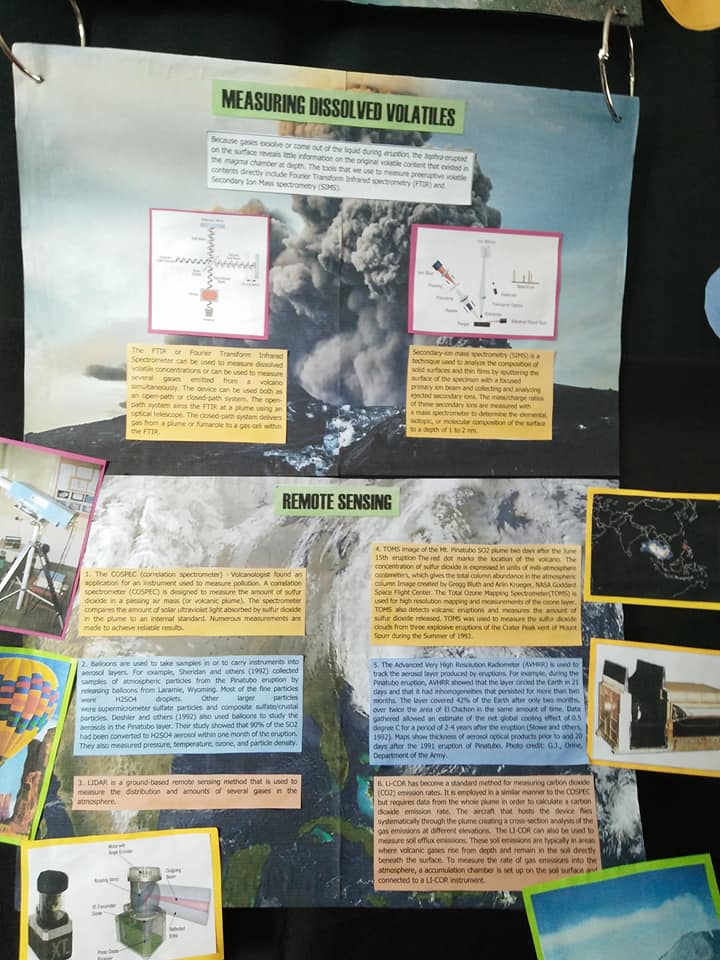 MEASURING DISSOLVED VOLATILES
Because gases exsolve or come out of the liquid during eruption, the tephra erupted
on the surface reveals little information on the original volatile content that existed in
the magma chamber at depth. The tools that we use to measure preeruptive volatile
contents directly include Fourier Transform Infrared spectrometry (FTIR) and
Secondary Ion Mass spectrometry (SIMS).
Ion Mirror
Ion Gun
Pulsing
Focusing
Raster
Target
Extractor
Transport Optics
Detector
Spectrum
The FTIR or Fourier Transform Infrared
Spectrometer can be used to measure dissolved
volatile concentrations or can be used to measure
several gases emitted from a volcano
simultaneously. The device can be used both as
an open-path or closed-path system. The open-
path system aims the FTIR at a plume using an
optical telescope. The closed-path system delivers
gas from a plume or fumarole to a gas cell within
the FTIR.
Secondary-ion mass spectrometry (SIMS) is a
technique used to analyze the composition of
solid surfaces and thin films by sputtering the
surface of the specimen with a focused
primary ion beam and collecting and analyzing
ejected secondary ions. The mass/charge ratios
of these secondary ions are measured with
a mass spectrometer to determine the elemental,
isotopic, or molecular composition of the surface
to a depth of 1 to 2 nm.
REMOTE SENSING
1. The COSPEC (correlation spectrometer) - Volcanologist found an
application for an instrument used to measure pollution. A correlation
spectrometer (COSPEC) is designed to measure the amount of sulfur
dioxide in a passing air mass (or volcanic plume). The spectrometer
compares the amount of solar ultraviolet light absorbed by sulfur dioxide
in the plume to an internal standard. Numerous measurements are
made to achieve reliable results.
2. Balloons are used to take samples in or to carry instruments into
aerosol layers. For example, Sheridan and others (1992) collected
samples of atmospheric particles from the Pinatubo eruption by
releasing balloons from Laramie, Wyoming. Most of the fine particles
were H2SO4 droplets. Other larger particles
were supermicrometer sulfate particles and composite sulfate/crustal
particles. Deshler and others (1992) also used balloons to study the
aerosols in the Pinatubo layer. Their study showed that 90% of the SO2
had been converted to H2SO4 aerosol within one month of the eruption.
They also measured pressure, temperature, ozone, and particle density.
3. LIDAR is a ground-based remote sensing method that is used to
measure the distribution and amounts of several gases in the
atmosphere.
4. TOMS image of the Mt. Pinatubo SO2 plume two days after the June
15th eruption The red dot marks the location of the volcano. The
concentration of sulfur dioxide is expressed in units of milli-atmosphere
centimeters, which gives the total column abundance in the atmospheric
column Image created by Gregg Bluth and Arlin Krueger, NASA Goddard
Space Flight Center. The Total Ozone Mapping Spectrometer(TOMS) is
used for high resolution mapping and measurements of the ozone layer.
TOMS also detects volcanic eruptions and measures the amount of
sulfur dioxide released. TOMS was used to measure the sulfur dioxide
clouds from three explosive eruptions of the Crater Peak vent of Mount
Spurr during the Summer of 1992.
5. The Advanced Very High Resolution Radiometer (AVHRR) is used to
track the aerosol layer produced by eruptions. For example, during the
Pinatubo eruption, AVHRR showed that the layer circled the Earth in 21
days and that it had inhomogeneities that persisted for more than two
months. The layer covered 42% of the Earth after only two months,
over twice the area of El Chichon in the same amount of time. Data
gathered allowed an estimate of the net global cooling effect of 0.5
degree C for a period of 2-4 years after the eruption (Stowe and others,
1992). Maps show thickness of aerosol optical products prior to and 20
days after the 1991 eruption of Pinatubo. Photo credit: G.J., Orine,
Department of the Army.
6. Li-COR has become a standard method for measuring carbon dioxide
(CO2) emission rates. It is employed in a similar manner to the COSPEC
but requires data from the whole plume in order to calculate a carbon
dioxide emission rate. The aircraft that hosts the device flies
systematically through the plume creating a cross-section analysis of the
gas emissions at different elevations. The LI-COR can also be used to
measure soil efflux emissions. These soil emissions are typically in areas
where volcanic gases rise from depth and remain in the soil directly
beneath the surface. To measure the rate of gas emissions into the
atmosphere, a accumulation chamber is set up on the soil surface and
connected to a LI-COR instrument.
Motor with
Angle Encoder
Rotating Mirror
Outgoing
Beam
Reflected
Echo
Photo Diode
XT